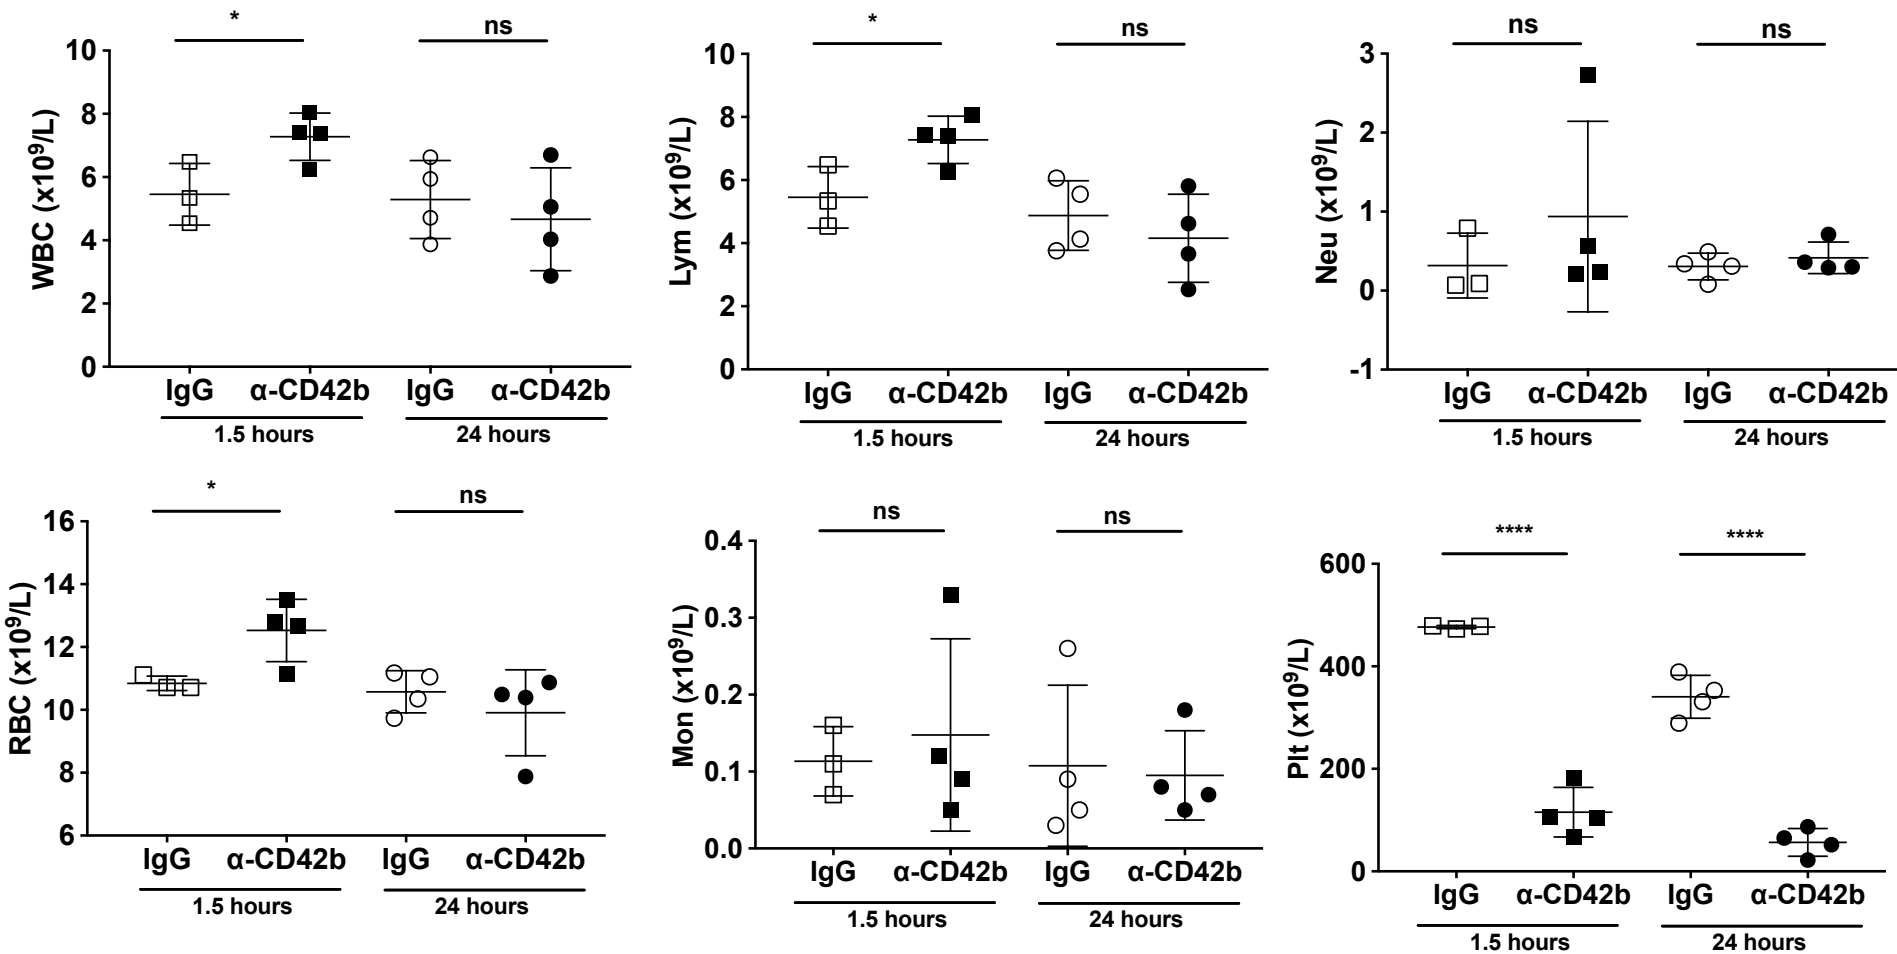 * ns
WBC (x10⁹/L)
10
8
6
4
2
0
IgG α-CD42b IgG α-CD42b
1.5 hours 24 hours
* ns
Lym (x10⁹/L)
10
8
6
4
2
0
IgG α-CD42b IgG α-CD42b
1.5 hours 24 hours
ns ns
Neu (x10⁹/L)
3
2
1
0
-1
IgG α-CD42b IgG α-CD42b
1.5 hours 24 hours
* ns
RBC (x10⁹/L)
16
14
12
10
8
6
IgG α-CD42b IgG α-CD42b
1.5 hours 24 hours
ns ns
Mon (x10⁹/L)
0.4
0.3
0.2
0.1
0.0
IgG α-CD42b IgG α-CD42b
1.5 hours 24 hours
**** ****
Plt (x10⁹/L)
600
400
200
0
IgG α-CD42b IgG α-CD42b
1.5 hours 24 hours